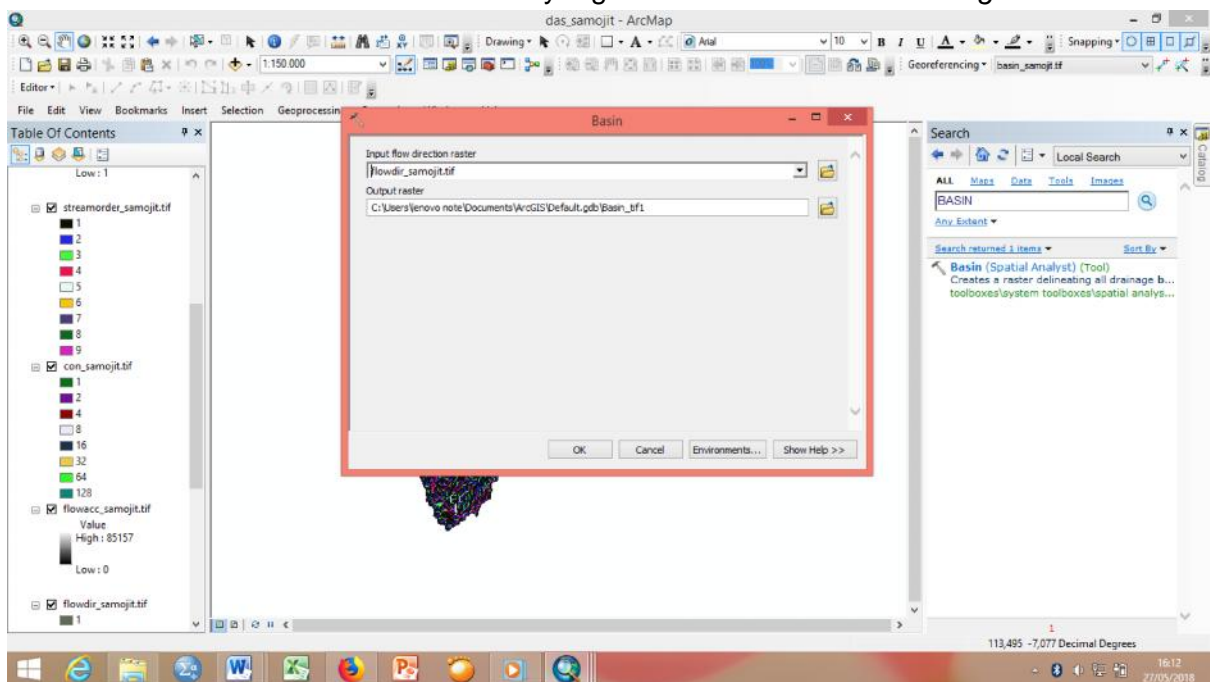 das_samojit - ArcMap
Drawing
Arial
10
B I U A
Snapping
1:150.000
Georeferencing
basin_samojit.tif
Editor
File Edit View Bookmarks Insert Selection Geoprocessing
Table Of Contents
Low : 1
streamorder_samojit.tif
1
2
3
4
5
6
7
8
9
con_samojit.tif
1
2
4
8
16
32
64
128
flowacc_samojit.tif
Value
High : 85157
Low : 0
flowdir_samojit.tif
1
Basin
Input flow direction raster
flowdir_samojit.tif
Output raster
C:\Users\lenovo note\Documents\ArcGIS\Default.gdb\Basin_tif1
OK Cancel Environments... Show Help >>
Search
Local Search
ALL Maps Data Tools Images
BASIN
Any Extent
Search returned 1 items Sort By
Basin (Spatial Analyst) (Tool)
Creates a raster delineating all drainage b...
toolboxes\system toolboxes\spatial analys...
Catalog
1
113,495 -7,077 Decimal Degrees
16:12
27/05/2018